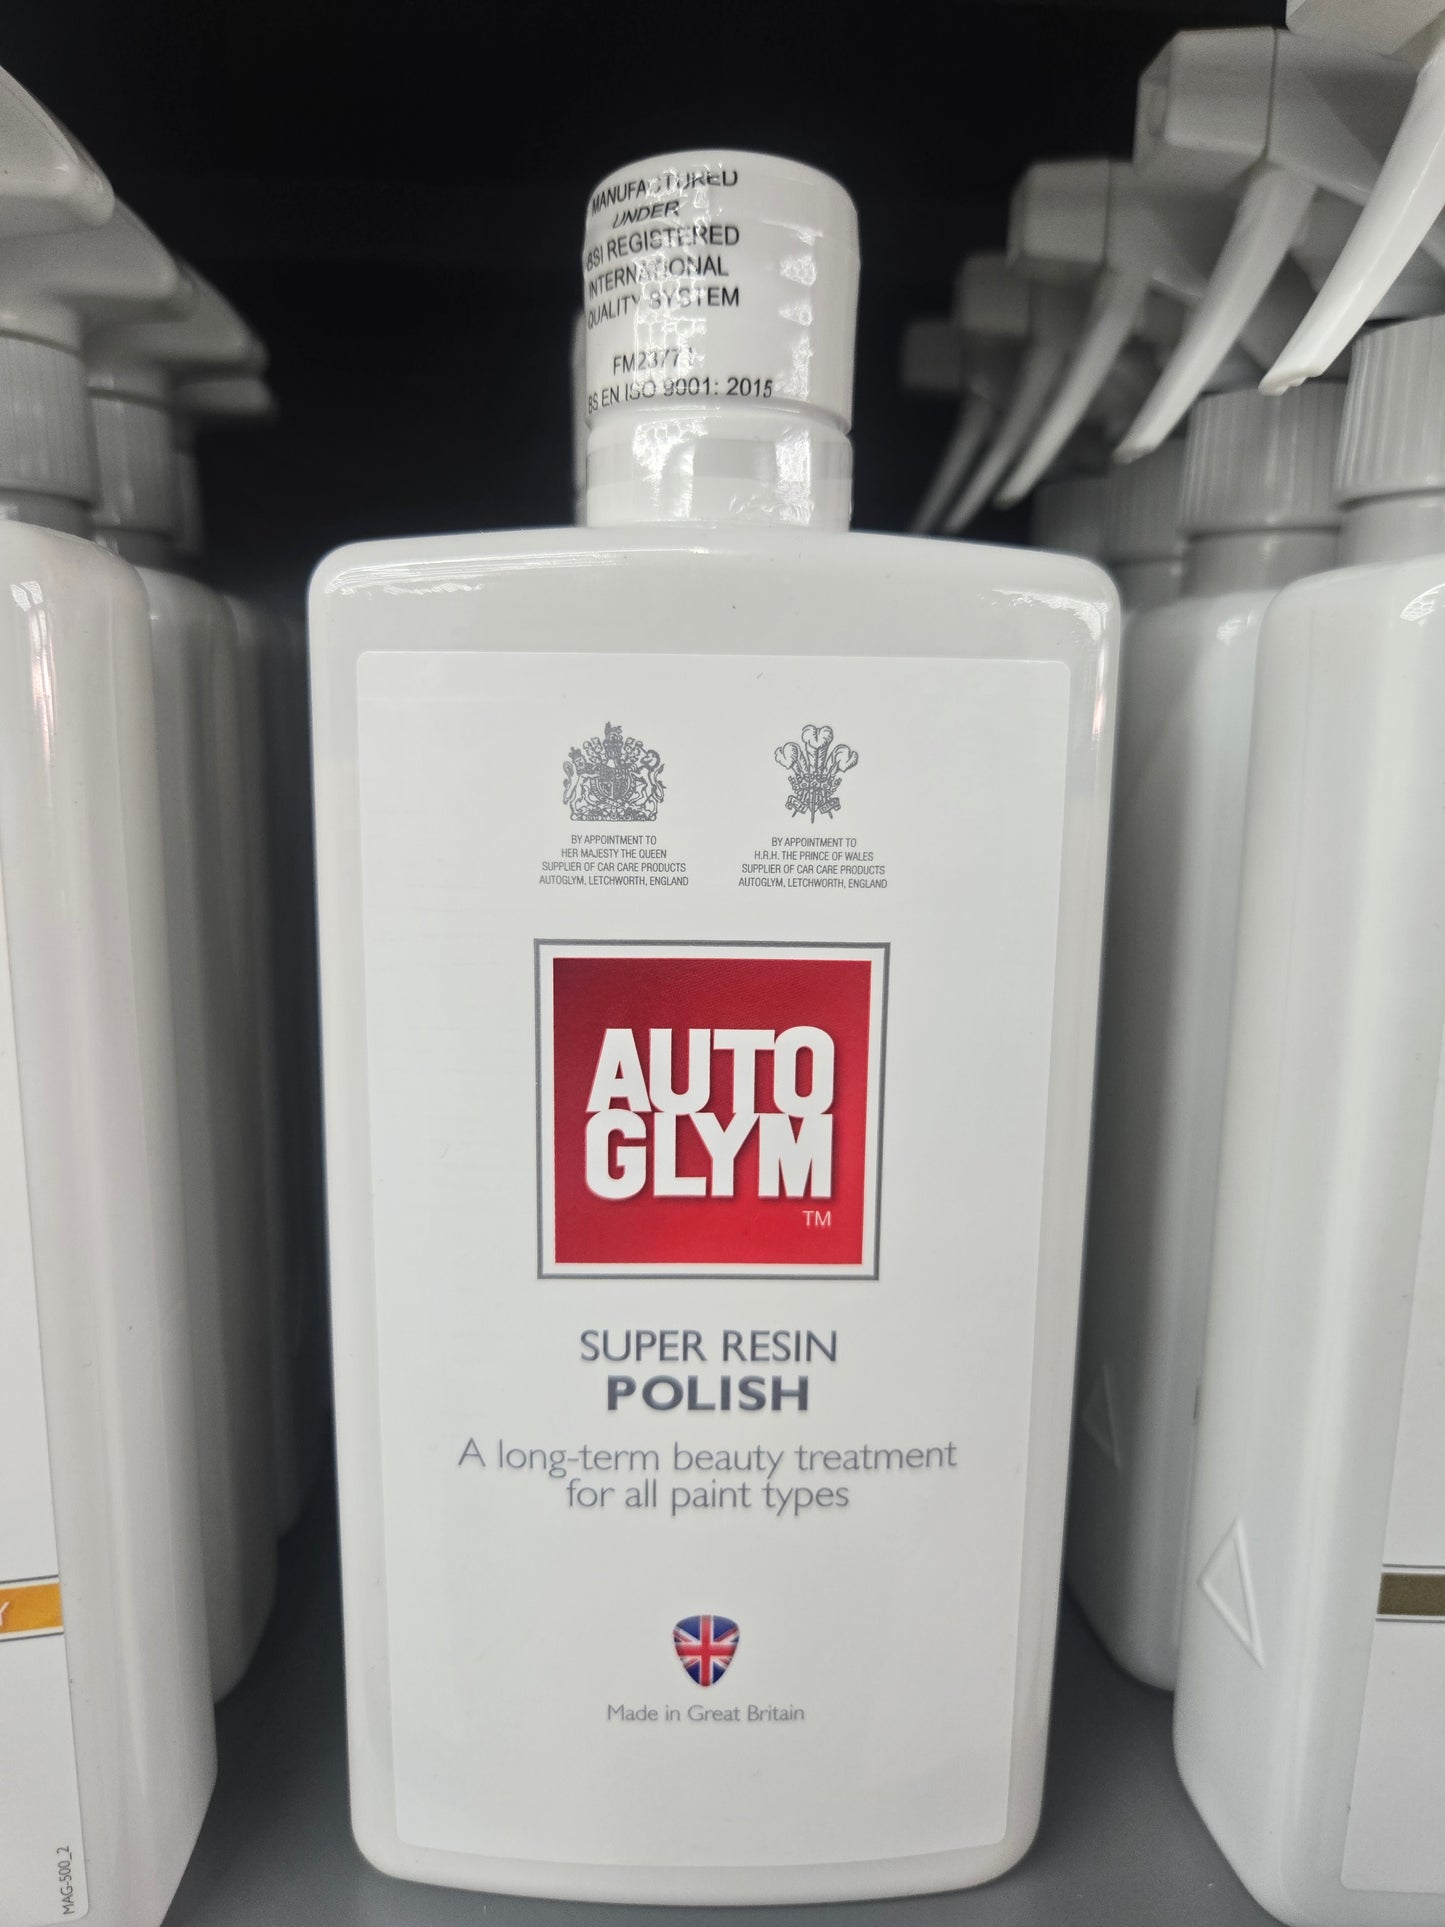 MANUFACTURED
UNDER
BSI REGISTERED
INTERNATIONAL
QUALITY SYSTEM
FM23771
BS EN ISO 9001: 2015
BY APPOINTMENT TO
HER MAJESTY THE QUEEN
SUPPLIER OF CAR CARE PRODUCTS
AUTOGLYM, LETCHWORTH, ENGLAND
BY APPOINTMENT TO
H.R.H. THE PRINCE OF WALES
SUPPLIER OF CAR CARE PRODUCTS
AUTOGLYM, LETCHWORTH, ENGLAND
AUTO
GLYM
TM
SUPER RESIN
POLISH
A long-term beauty treatment
for all paint types
Made in Great Britain
MAG-500_2